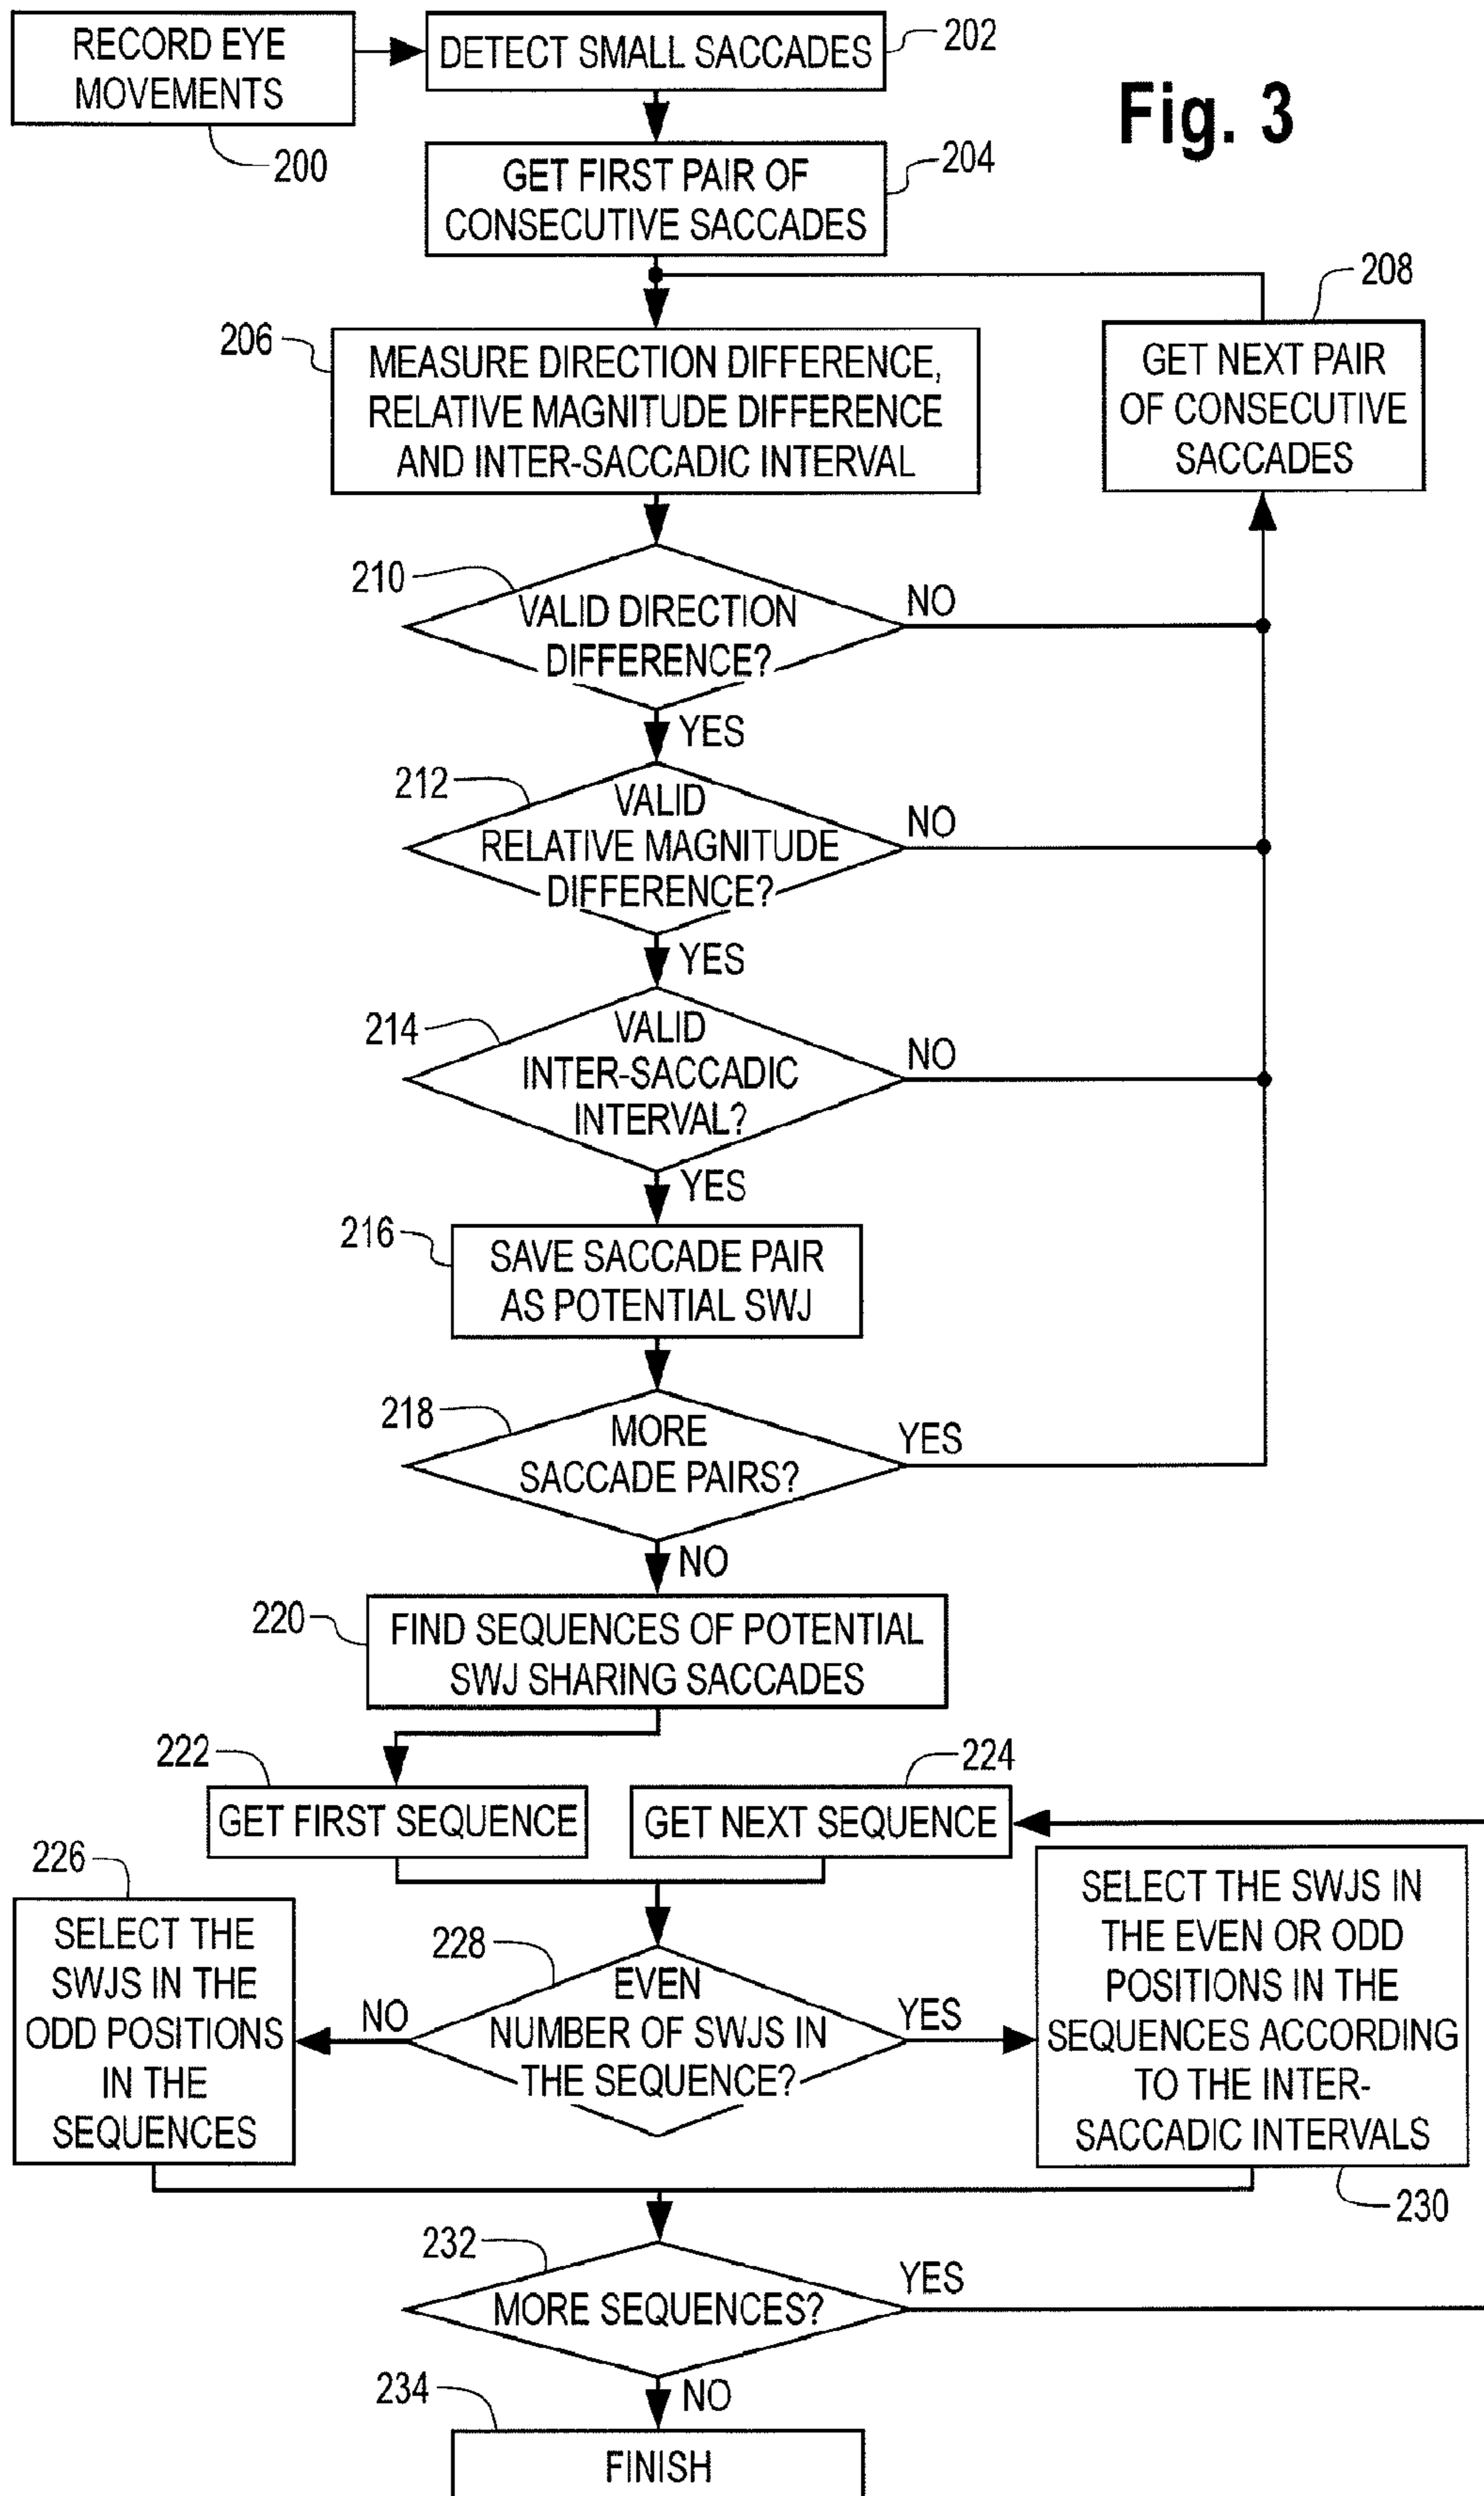 RECORD EYE
MOVEMENTS
200
DETECT SMALL SACCADES
202
Fig. 3
GET FIRST PAIR OF
CONSECUTIVE SACCADES
204
206
MEASURE DIRECTION DIFFERENCE,
RELATIVE MAGNITUDE DIFFERENCE
AND INTER-SACCADIC INTERVAL
208
GET NEXT PAIR
OF CONSECUTIVE
SACCADES
210
VALID DIRECTION
DIFFERENCE?
NO
YES
212
VALID
RELATIVE MAGNITUDE
DIFFERENCE?
NO
YES
214
VALID
INTER-SACCADIC
INTERVAL?
NO
YES
216
SAVE SACCADE PAIR
AS POTENTIAL SWJ
218
MORE
SACCADE PAIRS?
YES
NO
220
FIND SEQUENCES OF POTENTIAL
SWJ SHARING SACCADES
222
GET FIRST SEQUENCE
224
GET NEXT SEQUENCE
226
SELECT THE
SWJS IN THE
ODD POSITIONS
IN THE
SEQUENCES
228
EVEN
NUMBER OF SWJS IN
THE SEQUENCE?
NO
YES
SELECT THE SWJS IN
THE EVEN OR ODD
POSITIONS IN THE
SEQUENCES ACCORDING
TO THE INTER-
SACCADIC INTERVALS
230
232
MORE SEQUENCES?
YES
NO
234
FINISH